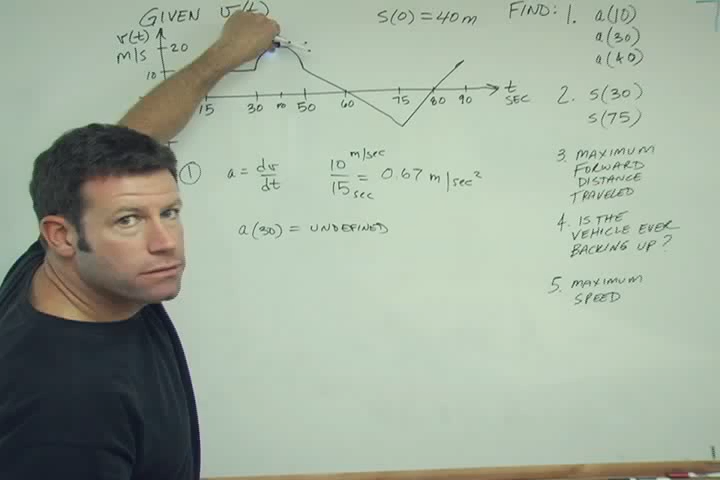 GIVEN v(t)
s(0) = 40 m
FIND: 1. a(10)
a(30)
a(40)
2. s(30)
s(75)
3. MAXIMUM
FORWARD
DISTANCE
TRAVELED
4. IS THE
VEHICLE EVER
BACKING UP?
5. MAXIMUM
SPEED
v(t)
m/s
20
10
15 30 50 60 75 80 90
t
SEC
① a = dv/dt 10 m/sec / 15 sec = 0.67 m/sec²
a(30) = UNDEFINED